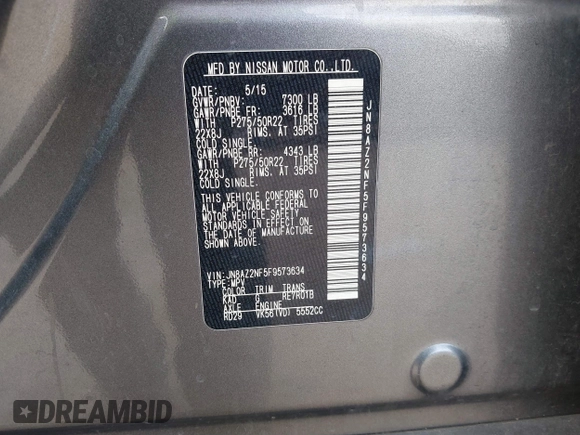 MFD BY NISSAN MOTOR CO.,LTD.
DATE: 5/15
GVWR/PNBV: 7300 LB
GAWR/PNBE FR: 3616 LB
WITH P275/50R22 TIRES
22X8J RIMS. AT 35PSI
COLD SINGLE.
GAWR/PNBE RR: 4343 LB
WITH P275/50R22 TIRES
22X8J RIMS. AT 35PSI
COLD SINGLE.
THIS VEHICLE CONFORMS TO
ALL APPLICABLE FEDERAL
MOTOR VEHICLE SAFETY
STANDARDS IN EFFECT ON
THE DATE OF MANUFACTURE
SHOWN ABOVE.
VIN:JN8AZ2NF5F9573634
TYPE:MPV
COLOR TRIM TRANS
KAD G RE7R01B
AXLE ENGINE
RD29 VK56(VD) 5552CC
JN8AZ2NF5F9573634
DREAMBID